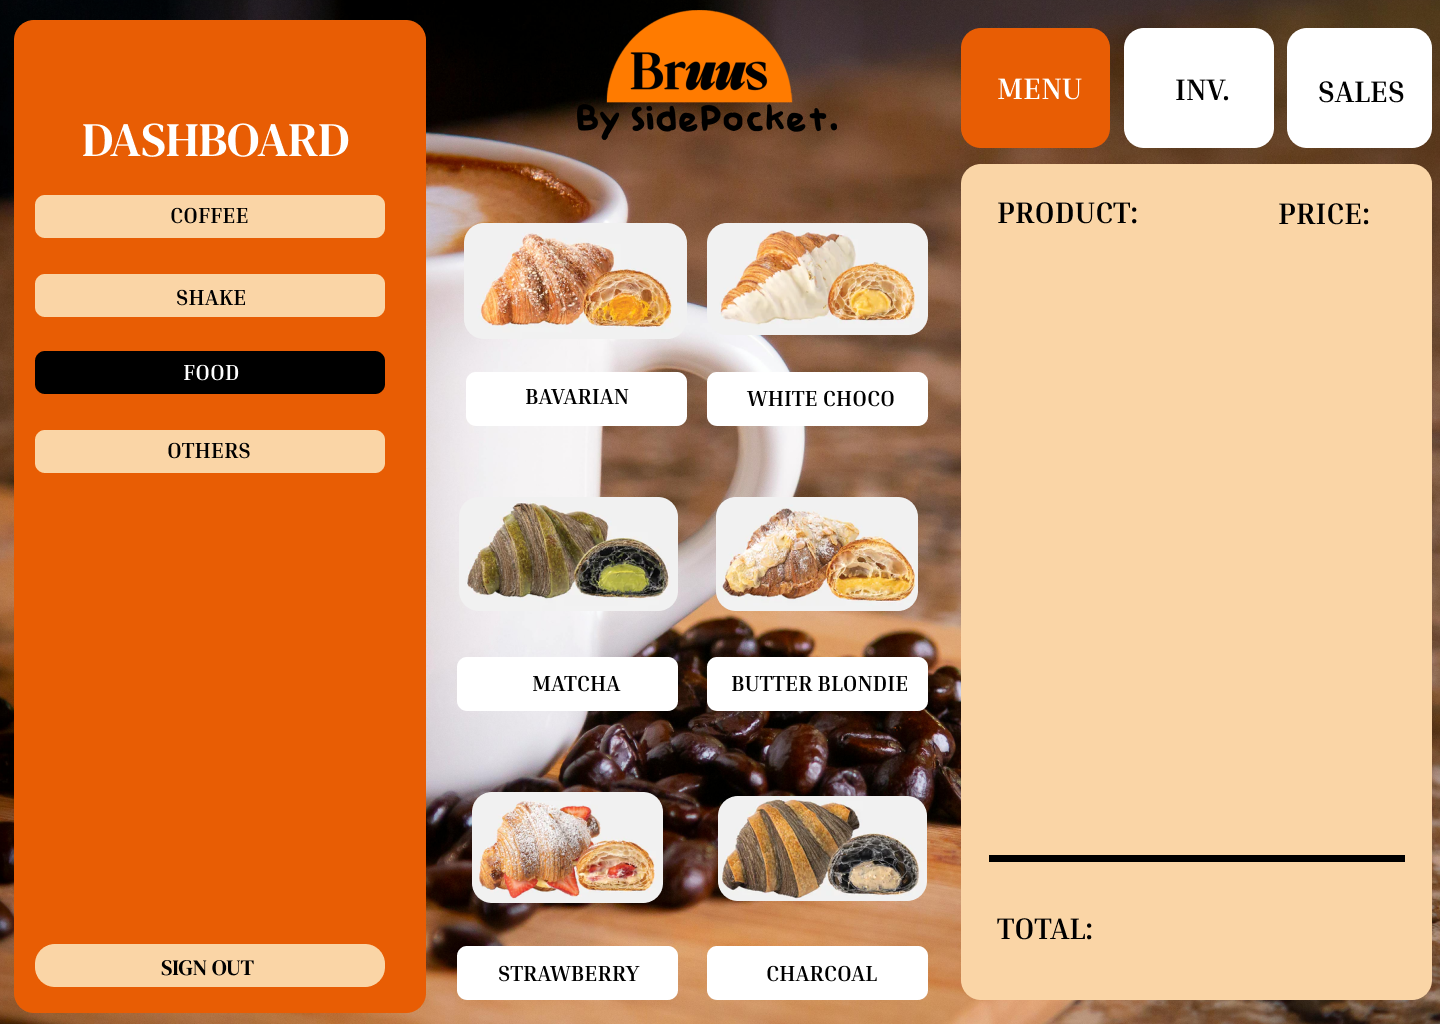 DASHBOARD
COFFEE
SHAKE
FOOD
OTHERS
SIGN OUT
Bruus
By SidePocket.
BAVARIAN
WHITE CHOCO
MATCHA
BUTTER BLONDIE
STRAWBERRY
CHARCOAL
MENU
INV.
SALES
PRODUCT:
PRICE:
TOTAL: